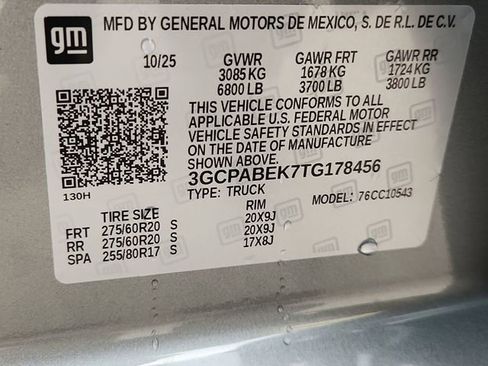 gm
MFD BY GENERAL MOTORS DE MEXICO, S. DE R.L. DE C.V.
10/25 GVWR GAWR FRT GAWR RR
3085 KG 1678 KG 1724 KG
6800 LB 3700 LB 3800 LB
THIS VEHICLE CONFORMS TO ALL
APPLICABLE U.S. FEDERAL MOTOR
VEHICLE SAFETY STANDARDS IN EFFECT
ON THE DATE OF MANUFACTURE
SHOWN ABOVE.
3GCPABEK7TG178456
130H TYPE: TRUCK MODEL: 76CC10543
TIRE SIZE RIM
FRT 275/60R20 S 20X9J
RR 275/60R20 S 20X9J
SPA 255/80R17 S 17X8J